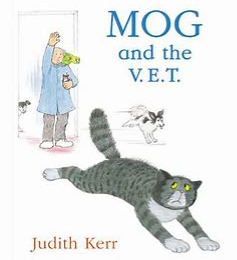 MOG
and the
V.E.T.
Judith Kerr